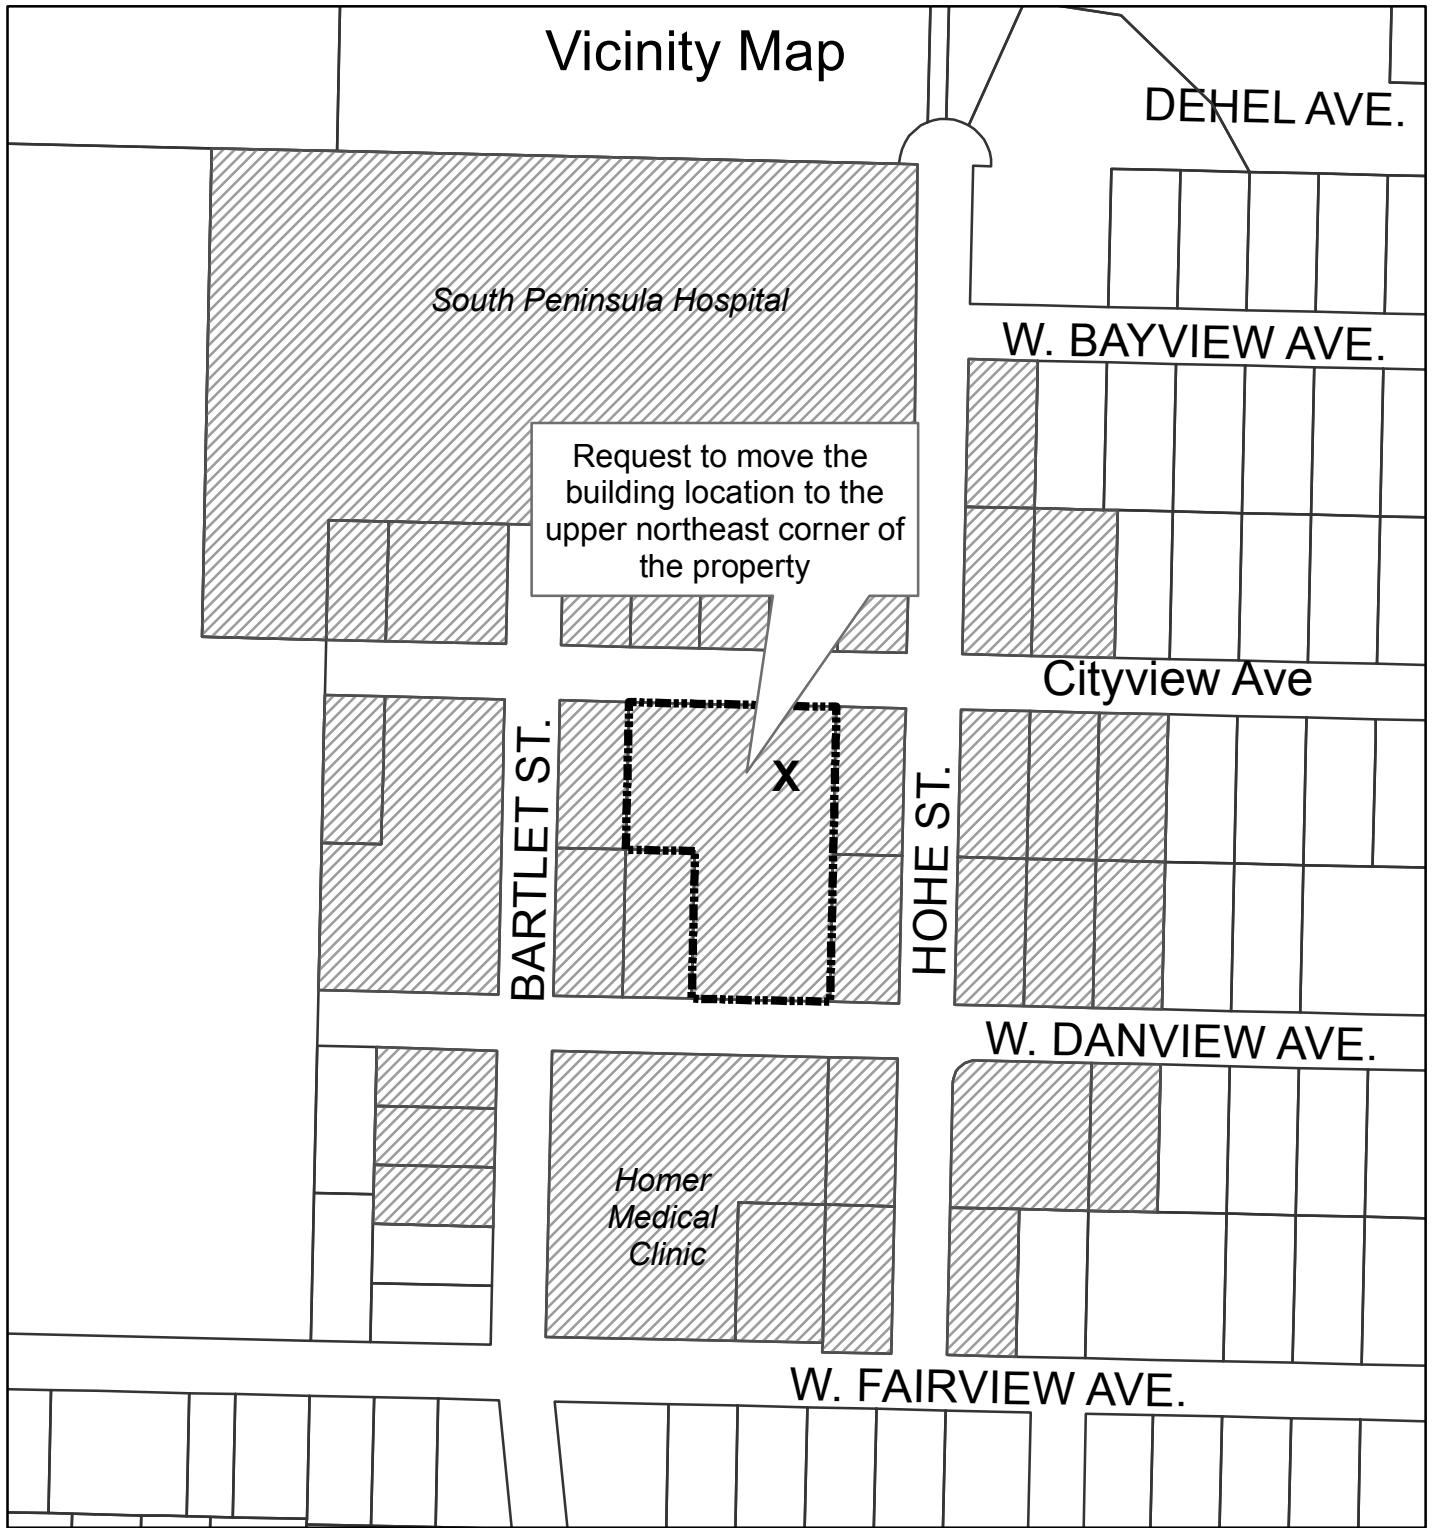 Vicinity Map
DEHEL AVE.
South Peninsula Hospital
W. BAYVIEW AVE.
Request to move the
building location to the
upper northeast corner of
the property
Cityview Ave
BARTLET ST.
X
HOHE ST.
W. DANVIEW AVE.
Homer
Medical
Clinic
W. FAIRVIEW AVE.